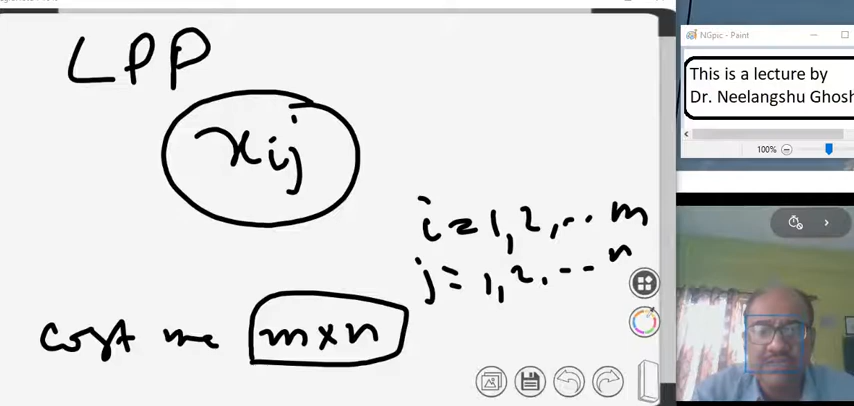 LPP
xij
i = 1, 2, ... m
j = 1, 2, ... n
cost me m x n
NGpic - Paint
This is a lecture by
Dr. Neelangshu Ghosh
100%